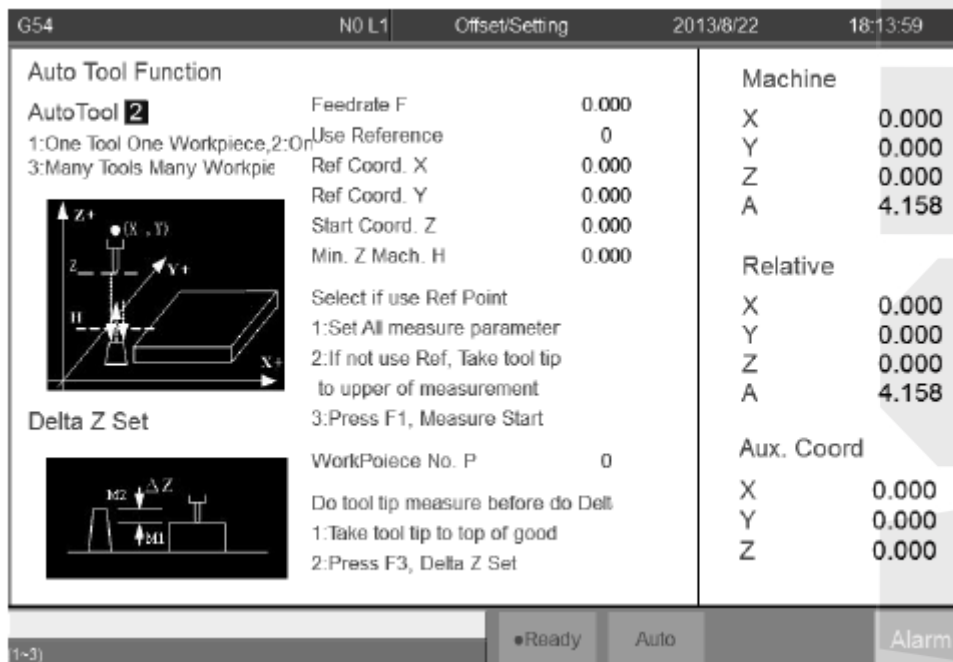 G54 N0 L1 Offset/Setting 2013/8/22 18:13:59
Auto Tool Function
AutoTool 2
1:One Tool One Workpiece,2:On
3:Many Tools Many Workpie
Z+
(X , Y)
Z
Y+
H
X+
Delta Z Set
M2 ΔZ
M1
Feedrate F 0.000
Use Reference 0
Ref Coord. X 0.000
Ref Coord. Y 0.000
Start Coord. Z 0.000
Min. Z Mach. H 0.000
Select if use Ref Point
1:Set All measure parameter
2:If not use Ref, Take tool tip
to upper of measurement
3:Press F1, Measure Start
WorkPoiece No. P 0
Do tool tip measure before do Delt
1:Take tool tip to top of good
2:Press F3, Delta Z Set
Machine
X 0.000
Y 0.000
Z 0.000
A 4.158
Relative
X 0.000
Y 0.000
Z 0.000
A 4.158
Aux. Coord
X 0.000
Y 0.000
Z 0.000
●Ready Auto Alarm
(1~3)